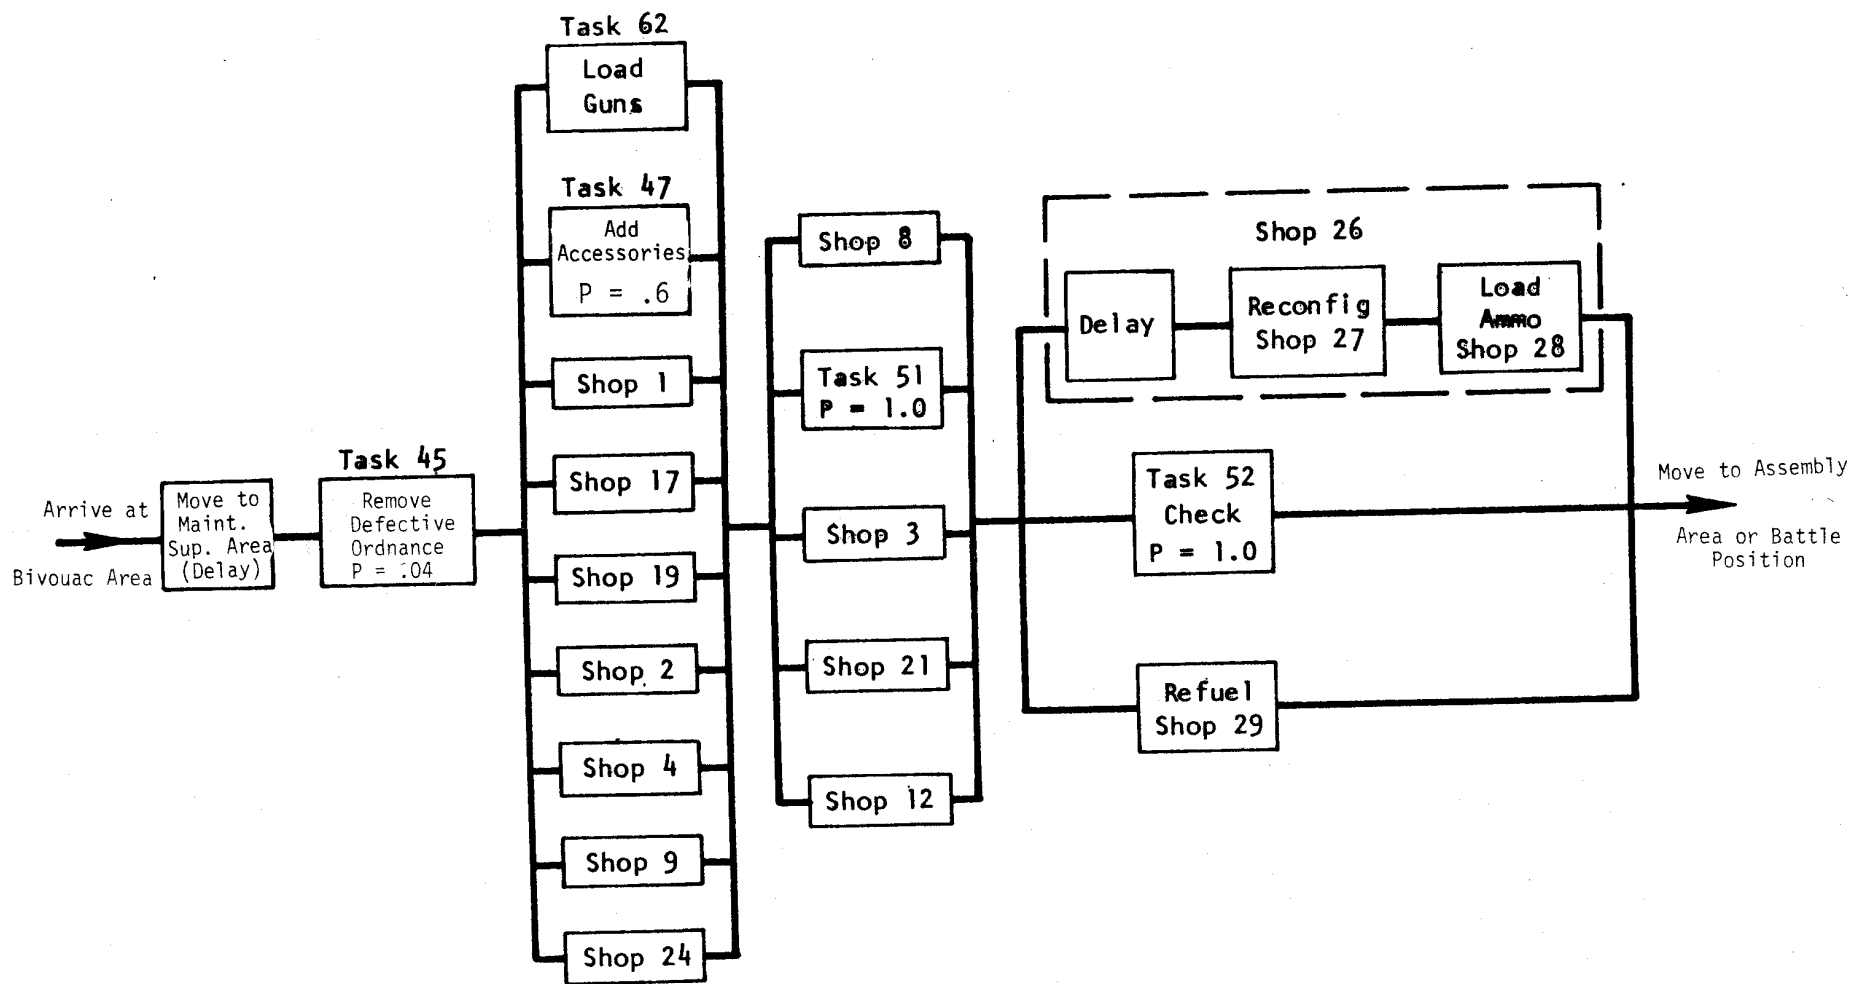 Arrive at
Bivouac Area
Move to
Maint.
Sup. Area
(Delay)
Task 45
Remove
Defective
Ordnance
P = .04
Task 62
Load
Guns
Task 47
Add
Accessories
P = .6
Shop 1
Shop 17
Shop 19
Shop 2
Shop 4
Shop 9
Shop 24
Shop 8
Task 51
P = 1.0
Shop 3
Shop 21
Shop 12
Shop 26
Delay
Reconfig
Shop 27
Load
Ammo
Shop 28
Task 52
Check
P = 1.0
Refuel
Shop 29
Move to Assembly
Area or Battle
Position